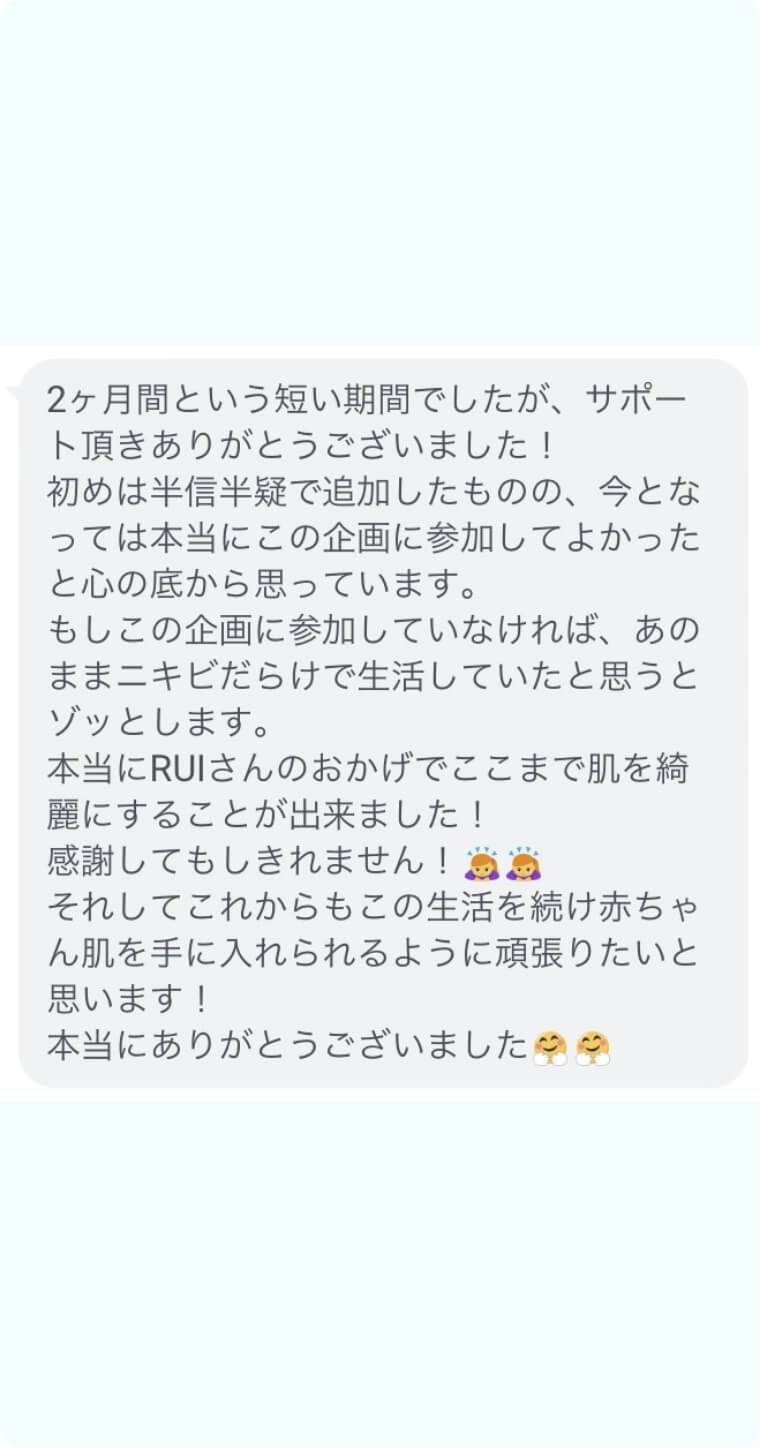 2ヶ月間という短い期間でしたが、サポー
ト頂きありがとうございました！
初めは半信半疑で追加したものの、今とな
っては本当にこの企画に参加してよかった
と心の底から思っています。
もしこの企画に参加していなければ、あの
ままニキビだらけで生活していたと思うと
ゾッとします。
本当にRUIさんのおかげでここまで肌を綺
麗にすることが出来ました！
感謝してもしきれません！🙇‍♀️🙇‍♀️
それしてこれからもこの生活を続け赤ちゃ
ん肌を手に入れられるように頑張りたいと
思います！
本当にありがとうございました🤗🤗